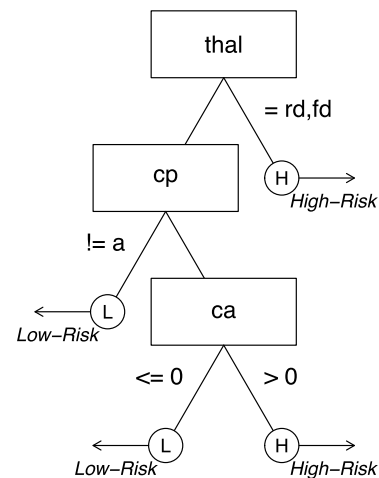 thal
= rd,fd
cp
H
High–Risk
!= a
L
Low–Risk
ca
<= 0
> 0
L
H
Low–Risk
High–Risk